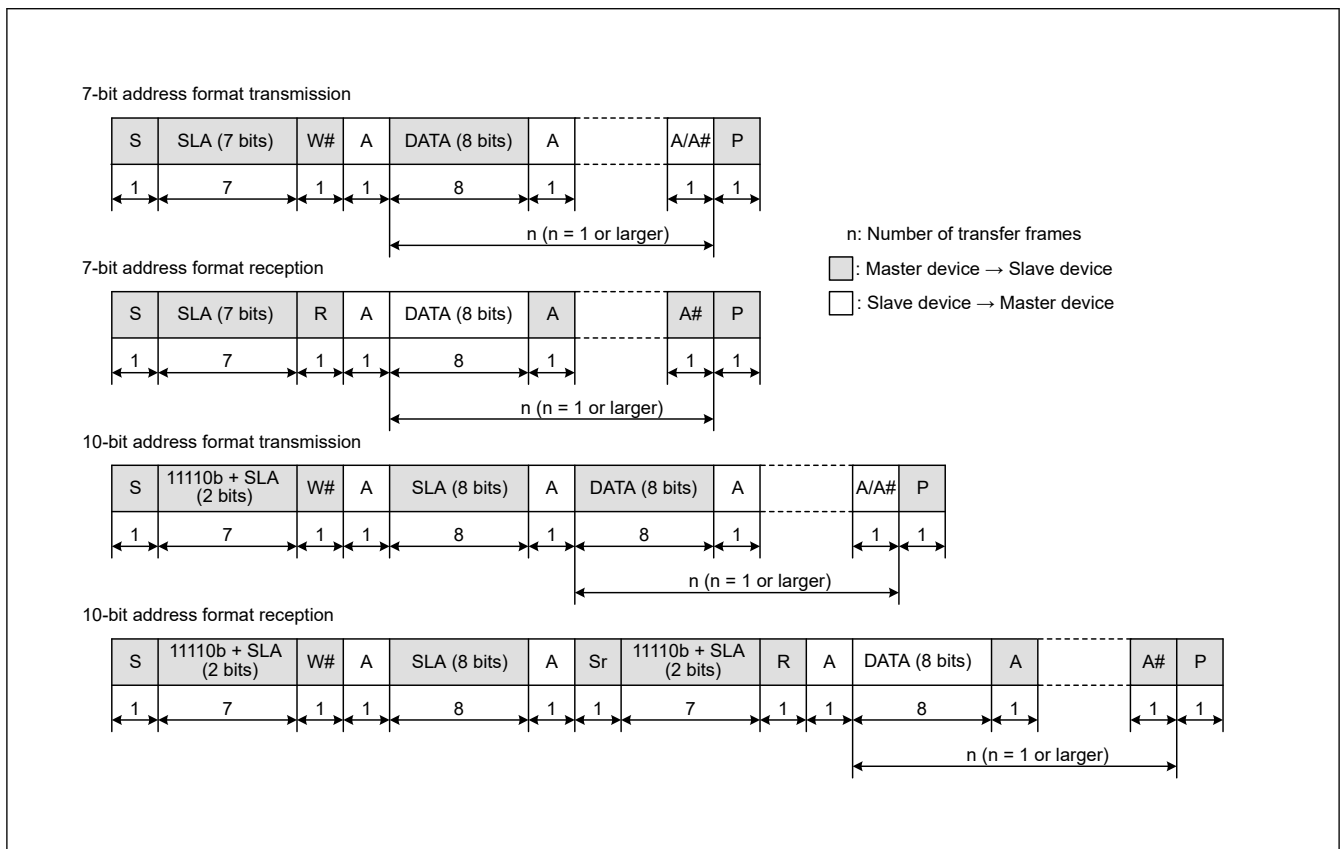 7-bit address format transmission
S SLA (7 bits) W# A DATA (8 bits) A A/A# P
1 7 1 1 8 1 1 1
n (n = 1 or larger)
n: Number of transfer frames
: Master device → Slave device
: Slave device → Master device
7-bit address format reception
S SLA (7 bits) R A DATA (8 bits) A A# P
1 7 1 1 8 1 1 1
n (n = 1 or larger)
10-bit address format transmission
S 11110b + SLA (2 bits) W# A SLA (8 bits) A DATA (8 bits) A A/A# P
1 7 1 1 8 1 8 1 1 1
n (n = 1 or larger)
10-bit address format reception
S 11110b + SLA (2 bits) W# A SLA (8 bits) A Sr 11110b + SLA (2 bits) R A DATA (8 bits) A A# P
1 7 1 1 8 1 1 7 1 1 8 1 1 1
n (n = 1 or larger)